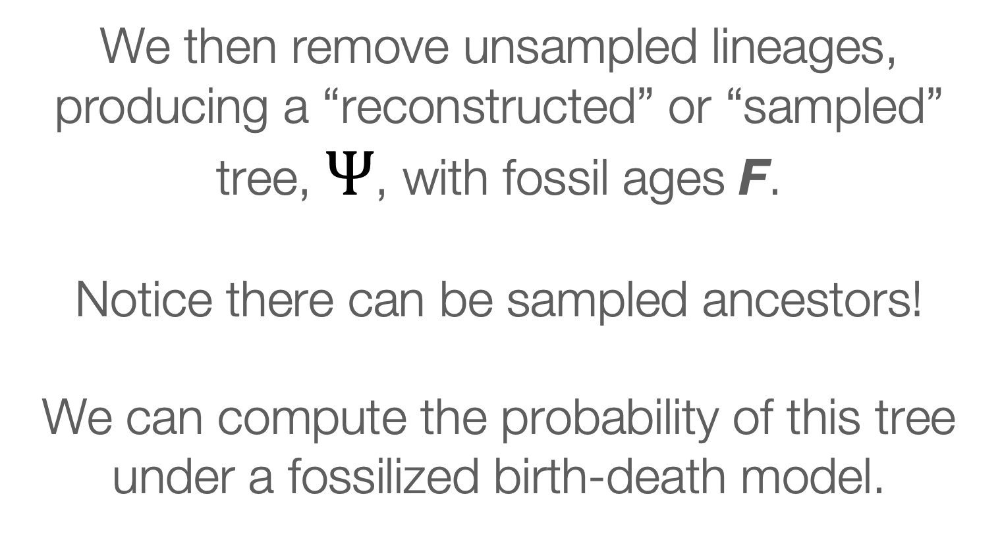 We then remove unsampled lineages,
producing a “reconstructed” or “sampled”
tree, Ψ, with fossil ages F.
Notice there can be sampled ancestors!
We can compute the probability of this tree
under a fossilized birth-death model.